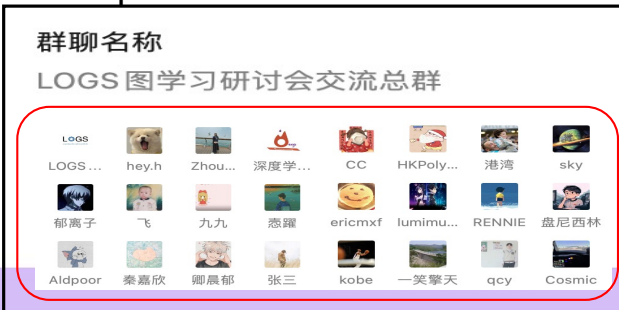 群聊名称
LOGS图学习研讨会交流总群
LOGS
LOGS... hey.h Zhou... 深度学... CC HKPoly... 港湾 sky
郁离子 飞 九九 悫躍 ericmxf lumimu... RENNIE 盘尼西林
Aldpoor 秦嘉欣 卿晨郁 张三 kobe 一笑擎天 qcy Cosmic